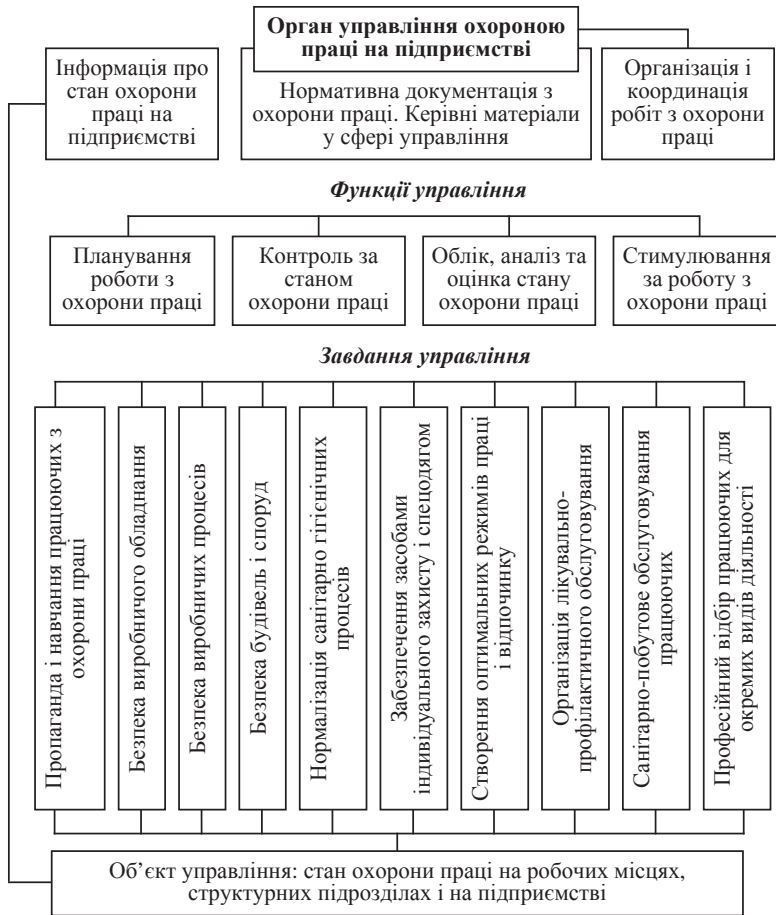 Орган управління охороною
праці на підприємстві
Інформація про
стан охорони
праці на
підприємстві
Нормативна документація з
охорони праці. Керівні матеріали
у сфері управління
Організація і
координація
робіт з охорони
праці
Функції управління
Планування
роботи з
охорони праці
Контроль за
станом
охорони праці
Облік, аналіз та
оцінка стану
охорони праці
Стимулювання
за роботу з
охорони праці
Завдання управління
Пропаганда і навчання працюючих з
охорони праці
Безпека виробничого обладнання
Безпека виробничих процесів
Безпека будівель і споруд
Нормалізація санітарно гігієнічних
процесів
Забезпечення засобами
індивідуального захисту і спецодягом
Створення оптимальних режимів праці
і відпочинку
Організація лікувально-
профілактичного обслуговування
Санітарно-побутове обслуговування
працюючих
Професійний відбір працюючих для
окремих видів діяльності
Об’єкт управління: стан охорони праці на робочих місцях,
структурних підрозділах і на підприємстві